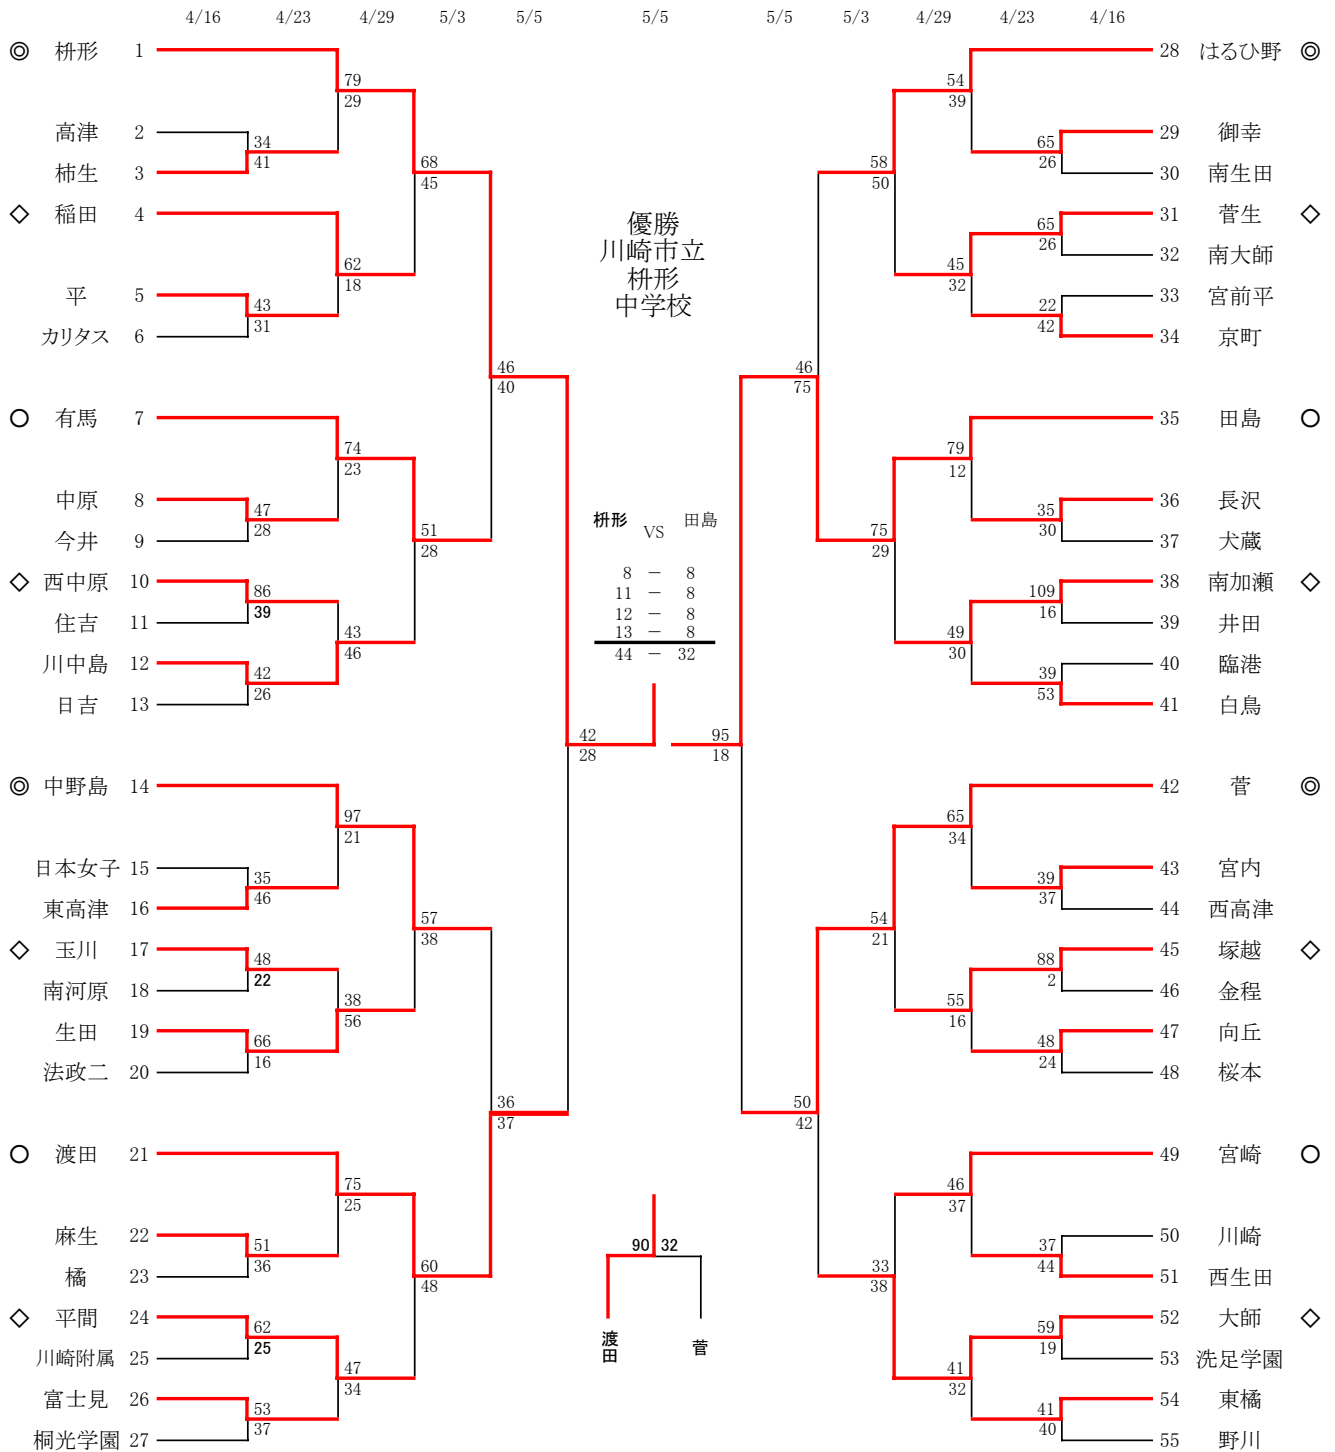 4/16 4/23 4/29 5/3 5/5 5/5 5/5 5/3 4/29 4/23 4/16
◎ 枡形 1
79
29
高津 2
34
41
柿生 3
68
45
◇ 稲田 4
62
18
平 5
43
31
カリタス 6
46
40
○ 有馬 7
74
23
中原 8
47
28
今井 9
51
28
◇ 西中原 10
86
39
住吉 11
43
46
川中島 12
42
26
日吉 13
42
28
◎ 中野島 14
97
21
日本女子 15
35
46
東高津 16
57
38
◇ 玉川 17
48
22
南河原 18
38
56
生田 19
66
16
法政二 20
36
37
○ 渡田 21
75
25
麻生 22
51
36
橘 23
60
48
◇ 平間 24
62
25
川崎附属 25
47
34
富士見 26
53
37
桐光学園 27
優勝
川崎市立
枡形
中学校
枡形 VS 田島
8 － 8
11 － 8
12 － 8
13 － 8
44 － 32
90 32
渡田
菅
28 はるひ野 ◎
54
39
29 御幸
65
26
30 南生田
58
50
31 菅生 ◇
65
26
32 南大師
45
32
33 宮前平
22
42
34 京町
46
75
35 田島 ○
79
12
36 長沢
35
30
37 犬蔵
75
29
38 南加瀬 ◇
109
16
39 井田
49
30
40 臨港
39
53
41 白鳥
95
18
42 菅 ◎
65
34
43 宮内
39
37
44 西高津
54
21
45 塚越 ◇
88
2
46 金程
55
16
47 向丘
48
24
48 桜本
50
42
49 宮崎 ○
46
37
50 川崎
37
44
51 西生田
33
38
52 大師 ◇
59
19
53 洗足学園
41
32
54 東橘
41
40
55 野川